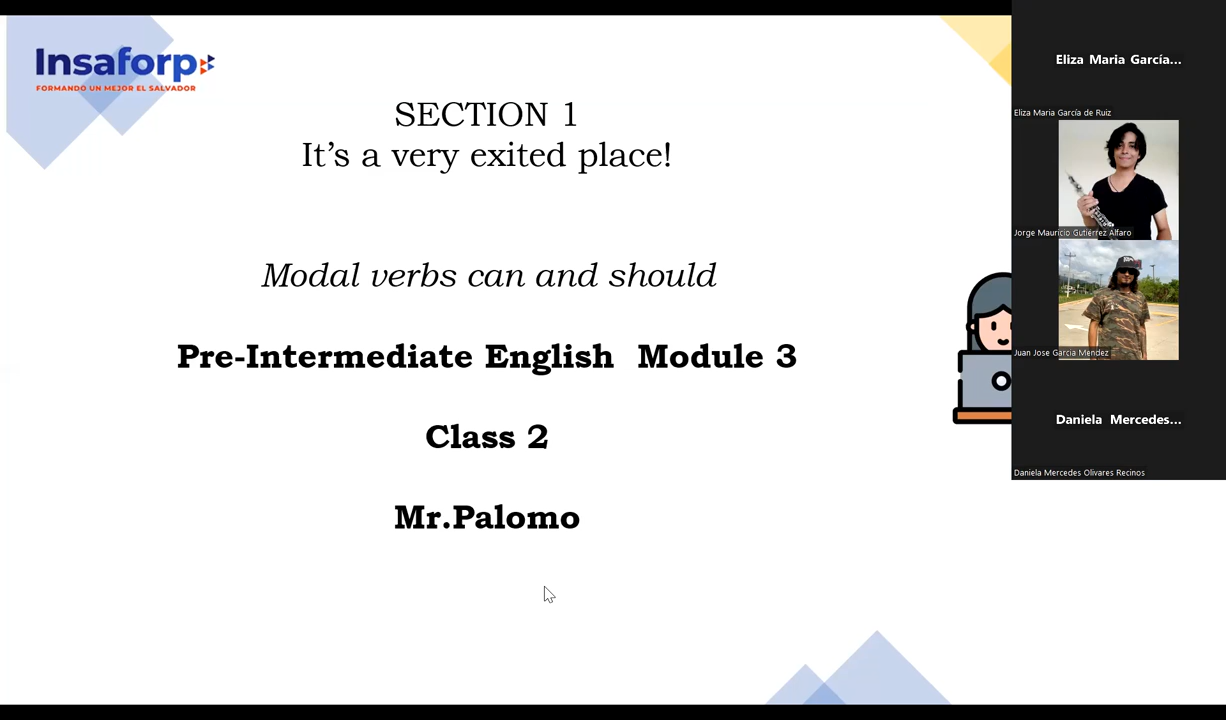 Insaforp
FORMANDO UN MEJOR EL SALVADOR
SECTION 1
It’s a very exited place!
Modal verbs can and should
Pre-Intermediate English Module 3
Class 2
Mr.Palomo
Eliza Maria García...
Eliza Maria García de Ruiz
Jorge Mauricio Gutiérrez Alfaro
Juan Jose Garcia Mendez
Daniela Mercedes...
Daniela Mercedes Olivares Recinos